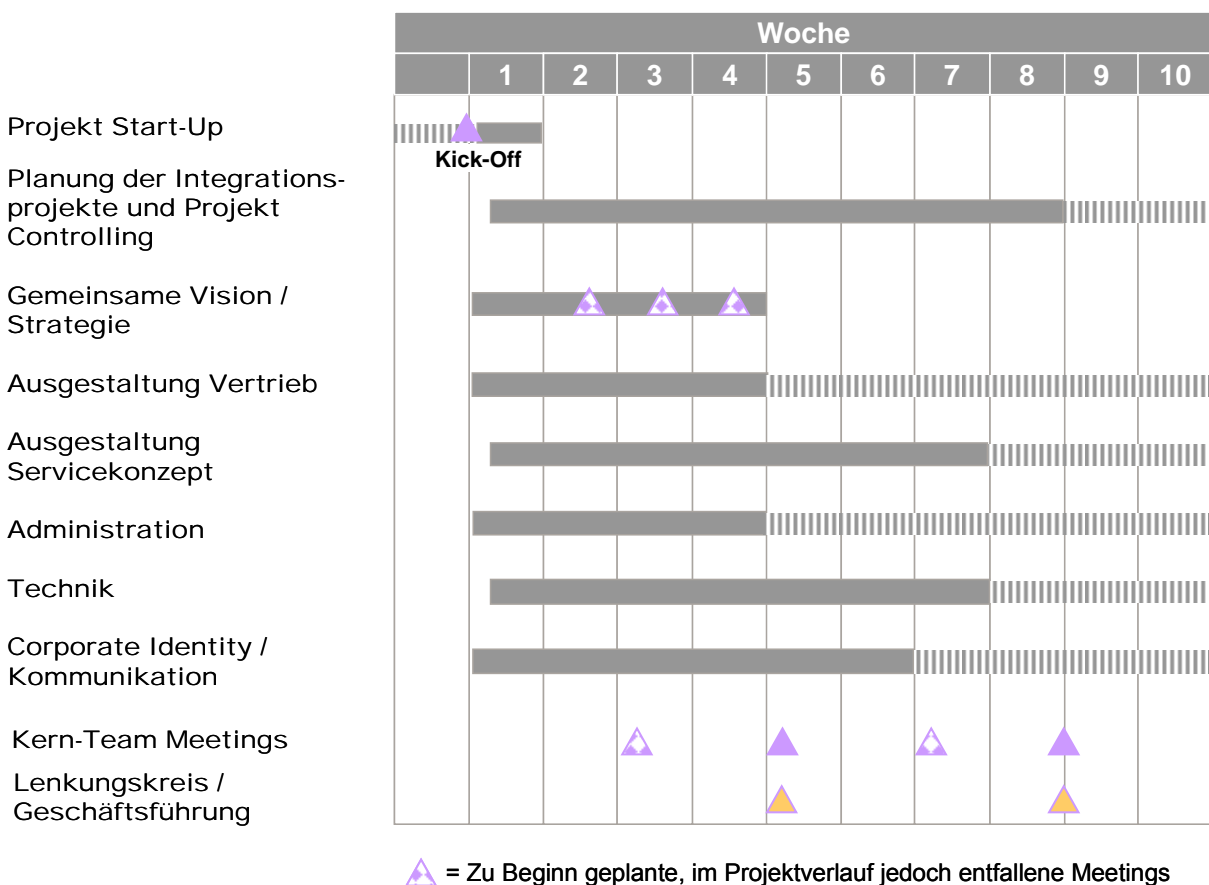 Woche
1 2 3 4 5 6 7 8 9 10
Projekt Start-Up
Kick-Off
Planung der Integrations-
projekte und Projekt
Controlling
Gemeinsame Vision /
Strategie
Ausgestaltung Vertrieb
Ausgestaltung
Servicekonzept
Administration
Technik
Corporate Identity /
Kommunikation
Kern-Team Meetings
Lenkungskreis /
Geschäftsführung
= Zu Beginn geplante, im Projektverlauf jedoch entfallene Meetings